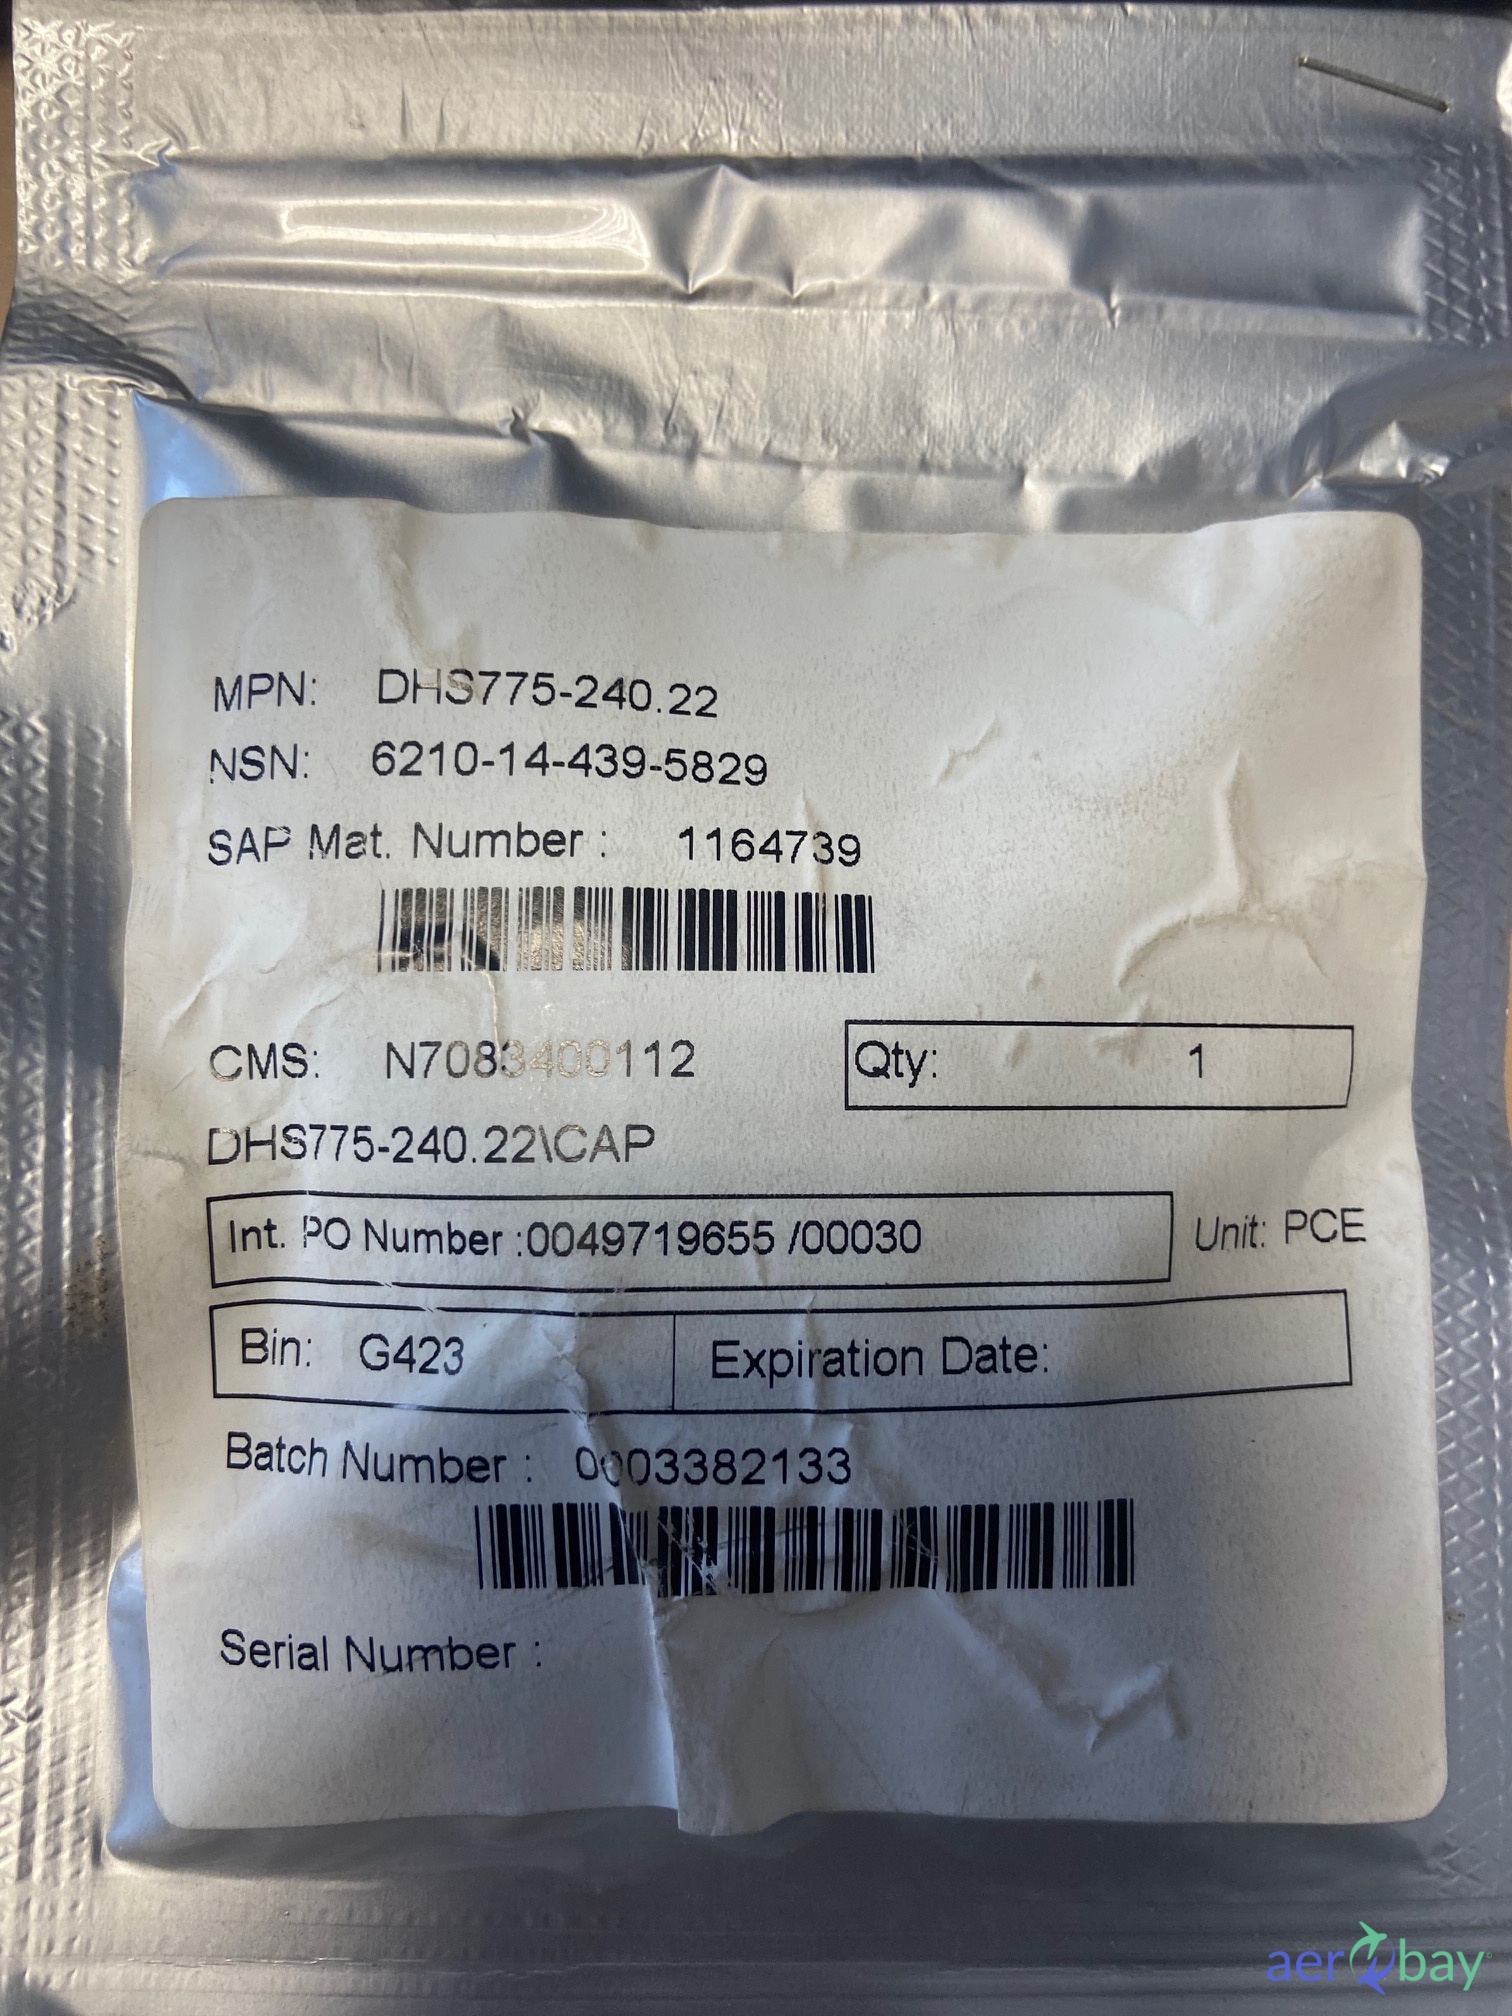 MPN: DHS775-240.22
NSN: 6210-14-439-5829
SAP Mat. Number : 1164739
CMS: N7083400112
Qty: 1
DHS775-240.22\CAP
Int. PO Number :0049719655 /00030
Unit: PCE
Bin: G423
Expiration Date:
Batch Number : 0003382133
Serial Number :
aerobay